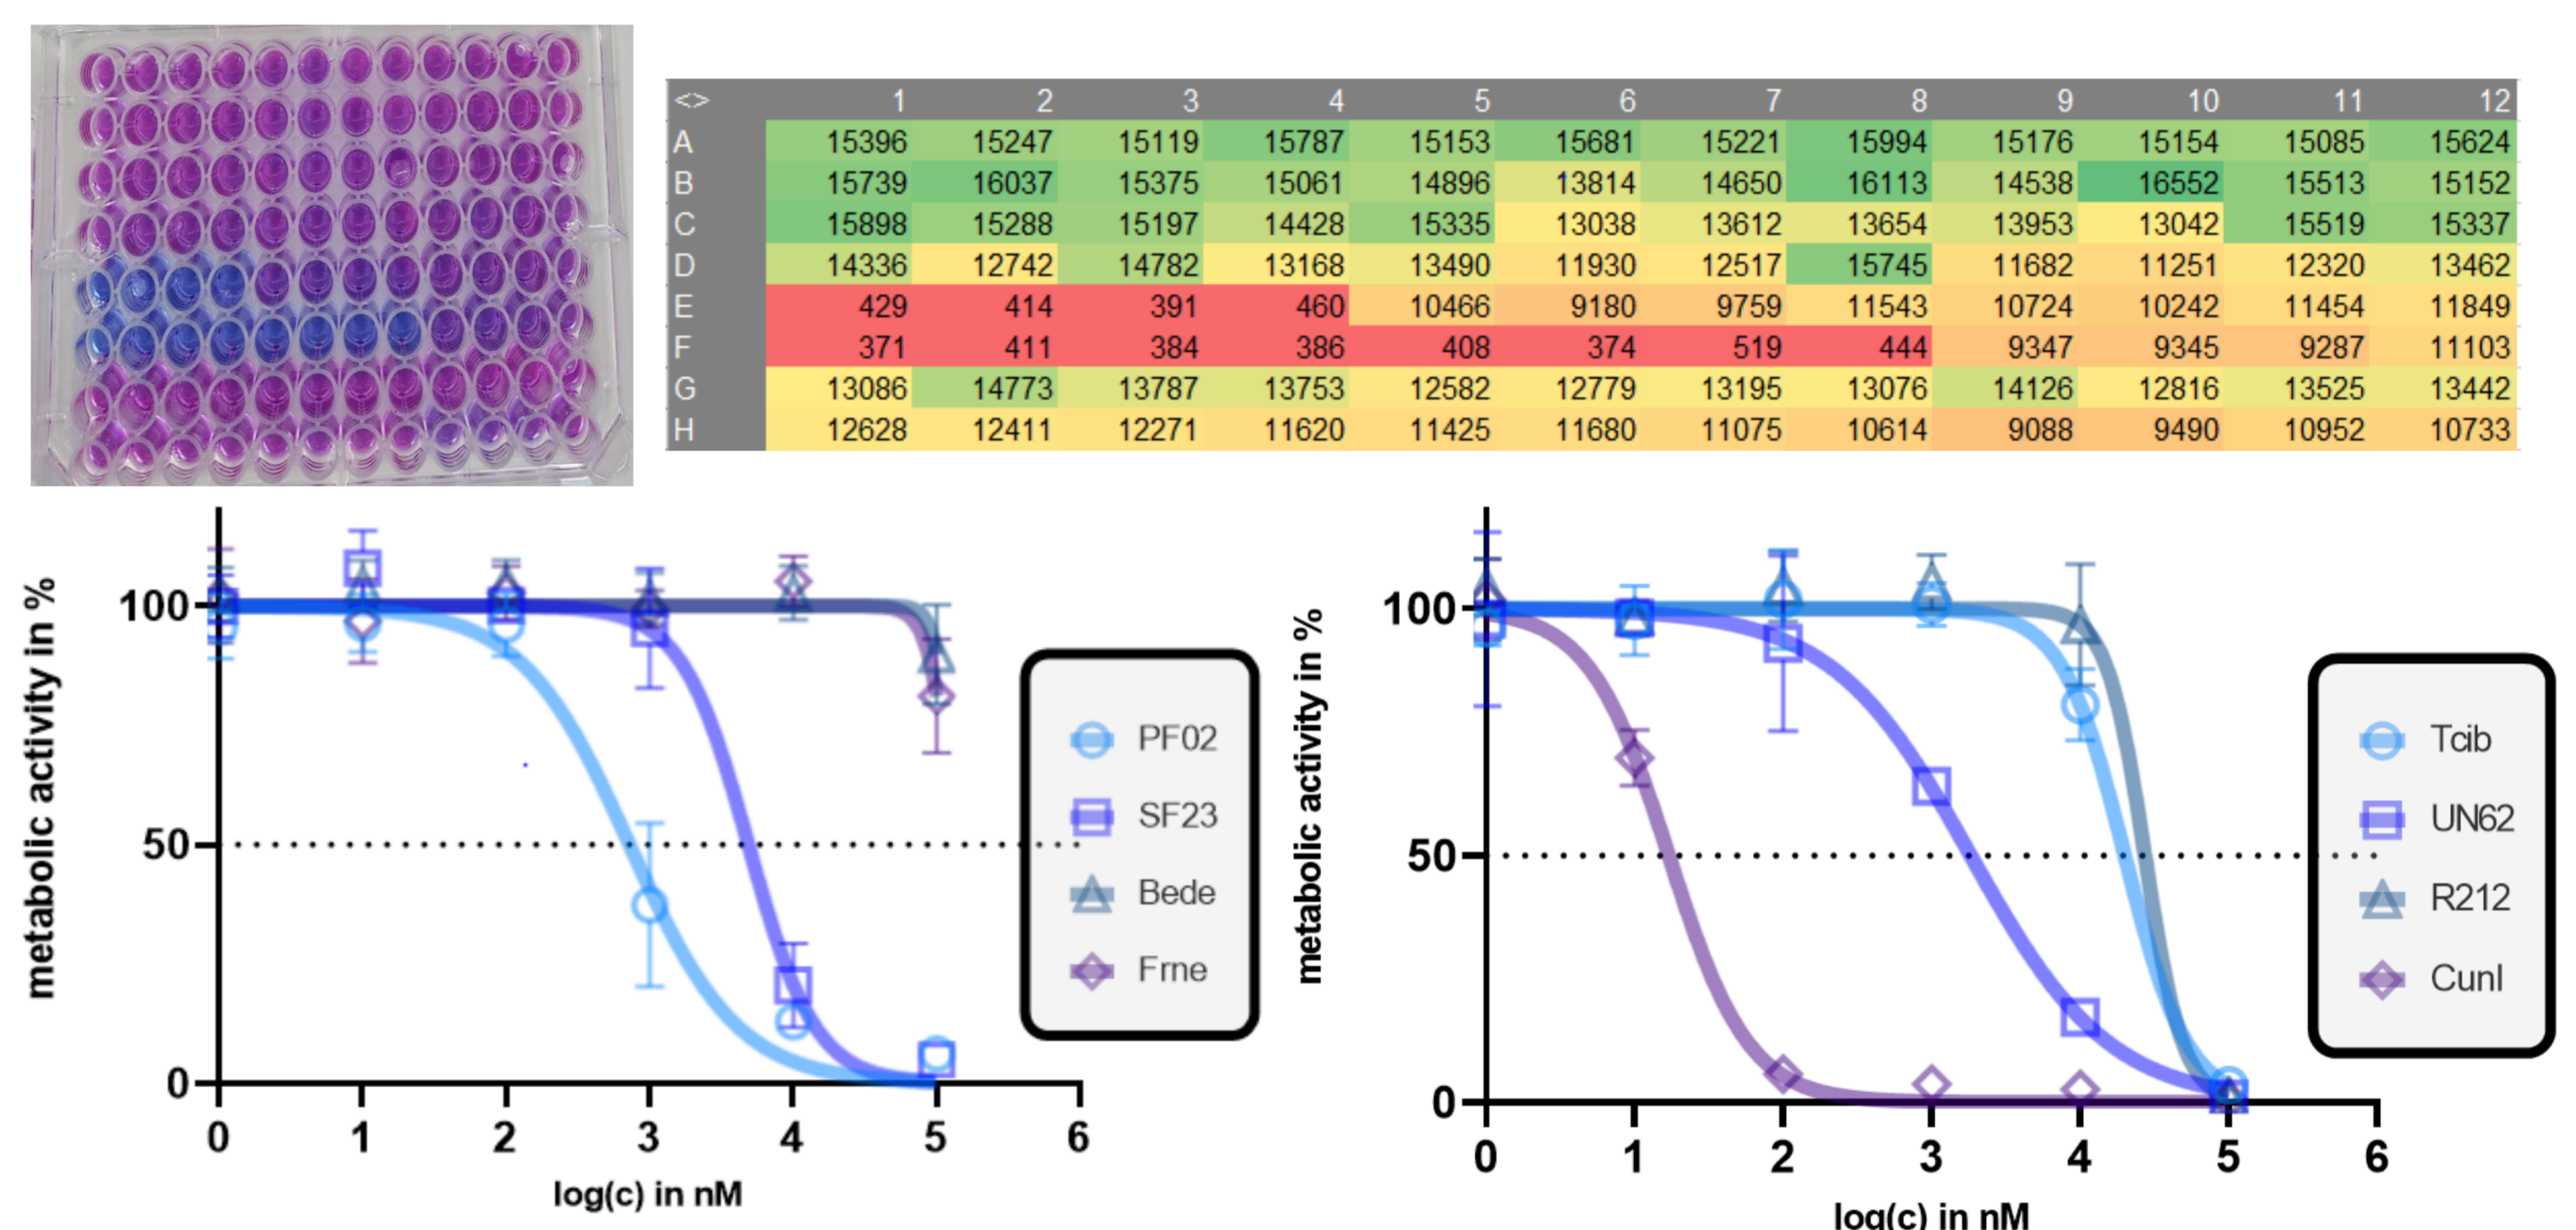 <> 1 2 3 4 5 6 7 8 9 10 11 12
A 15396 15247 15119 15787 15153 15681 15221 15994 15176 15154 15085 15624
B 15739 16037 15375 15061 14896 13814 14650 16113 14538 16552 15513 15152
C 15898 15288 15197 14428 15335 13038 13612 13654 13953 13042 15519 15337
D 14336 12742 14782 13168 13490 11930 12517 15745 11682 11251 12320 13462
E 429 414 391 460 10466 9180 9759 11543 10724 10242 11454 11849
F 371 411 384 386 408 374 519 444 9347 9345 9287 11103
G 13086 14773 13787 13753 12582 12779 13195 13076 14126 12816 13525 13442
H 12628 12411 12271 11620 11425 11680 11075 10614 9088 9490 10952 10733
metabolic activity in %
100
50
0
0 1 2 3 4 5 6
log(c) in nM
PF02
SF23
Bede
Frne
metabolic activity in %
100
50
0
0 1 2 3 4 5 6
log(c) in nM
Tcib
UN62
R212
Cunl